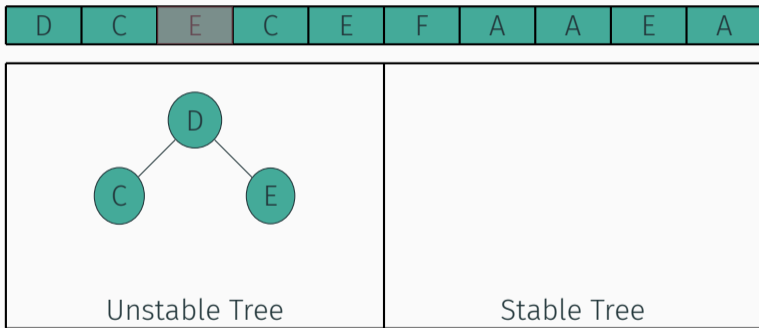 D C E C E F A A E A
D
C E
Unstable Tree Stable Tree